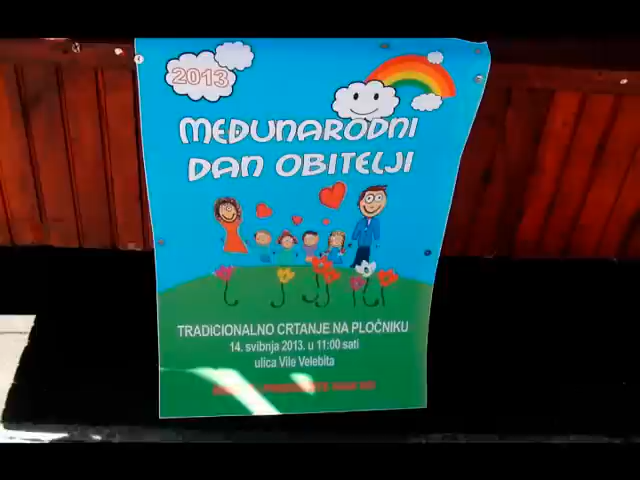 2013
MEĐUNARODNI
DAN OBITELJI
TRADICIONALNO CRTANJE NA PLOČNIKU
14. svibnja 2013. u 11:00 sati
ulica Vile Velebita